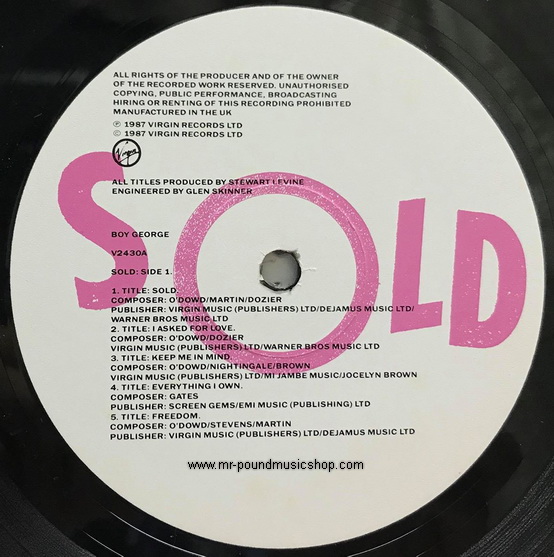 ALL RIGHTS OF THE PRODUCER AND OF THE OWNER
OF THE RECORDED WORK RESERVED. UNAUTHORISED
COPYING, PUBLIC PERFORMANCE, BROADCASTING
HIRING OR RENTING OF THIS RECORDING PROHIBITED
MANUFACTURED IN THE UK
℗ 1987 VIRGIN RECORDS LTD
© 1987 VIRGIN RECORDS LTD
Virgin
SOLD
ALL TITLES PRODUCED BY STEWART LEVINE
ENGINEERED BY GLEN SKINNER
BOY GEORGE
V2430A
SOLD: SIDE 1.
1. TITLE: SOLD.
COMPOSER: O'DOWD/MARTIN/DOZIER
PUBLISHER: VIRGIN MUSIC (PUBLISHERS) LTD/DEJAMUS MUSIC LTD/
WARNER BROS MUSIC LTD
2. TITLE: I ASKED FOR LOVE.
COMPOSER: O'DOWD/DOZIER
VIRGIN MUSIC (PUBLISHERS) LTD/WARNER BROS MUSIC LTD
3. TITLE: KEEP ME IN MIND.
COMPOSER: O'DOWD/NIGHTINGALE/BROWN
VIRGIN MUSIC (PUBLISHERS) LTD/MIJAMBE MUSIC/JOCELYN BROWN
4. TITLE: EVERYTHING I OWN.
COMPOSER: GATES
PUBLISHER: SCREEN GEMS/EMI MUSIC (PUBLISHING) LTD
5. TITLE: FREEDOM.
COMPOSER: O'DOWD/STEVENS/MARTIN
PUBLISHER: VIRGIN MUSIC (PUBLISHERS) LTD/DEJAMUS MUSIC LTD
www.mr-poundmusicshop.com